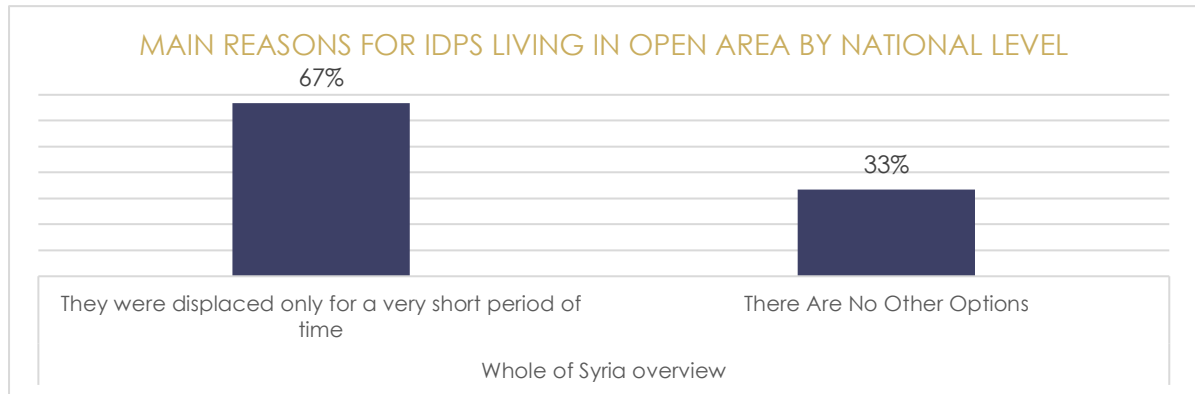 MAIN REASONS FOR IDPS LIVING IN OPEN AREA BY NATIONAL LEVEL
67%
33%
They were displaced only for a very short period of
time
There Are No Other Options
Whole of Syria overview